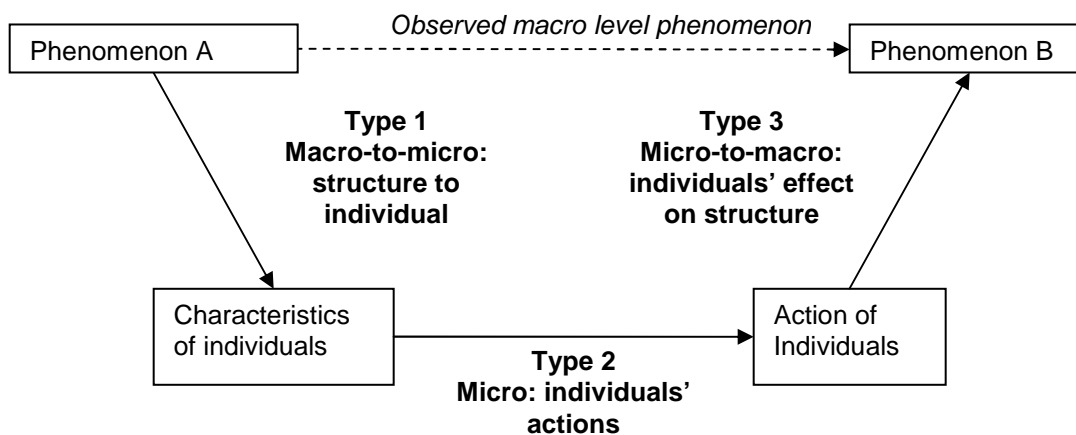 Observed macro level phenomenon
Phenomenon A
Phenomenon B
Type 1
Macro-to-micro:
structure to
individual
Type 3
Micro-to-macro:
individuals’ effect
on structure
Characteristics
of individuals
Action of
Individuals
Type 2
Micro: individuals’
actions